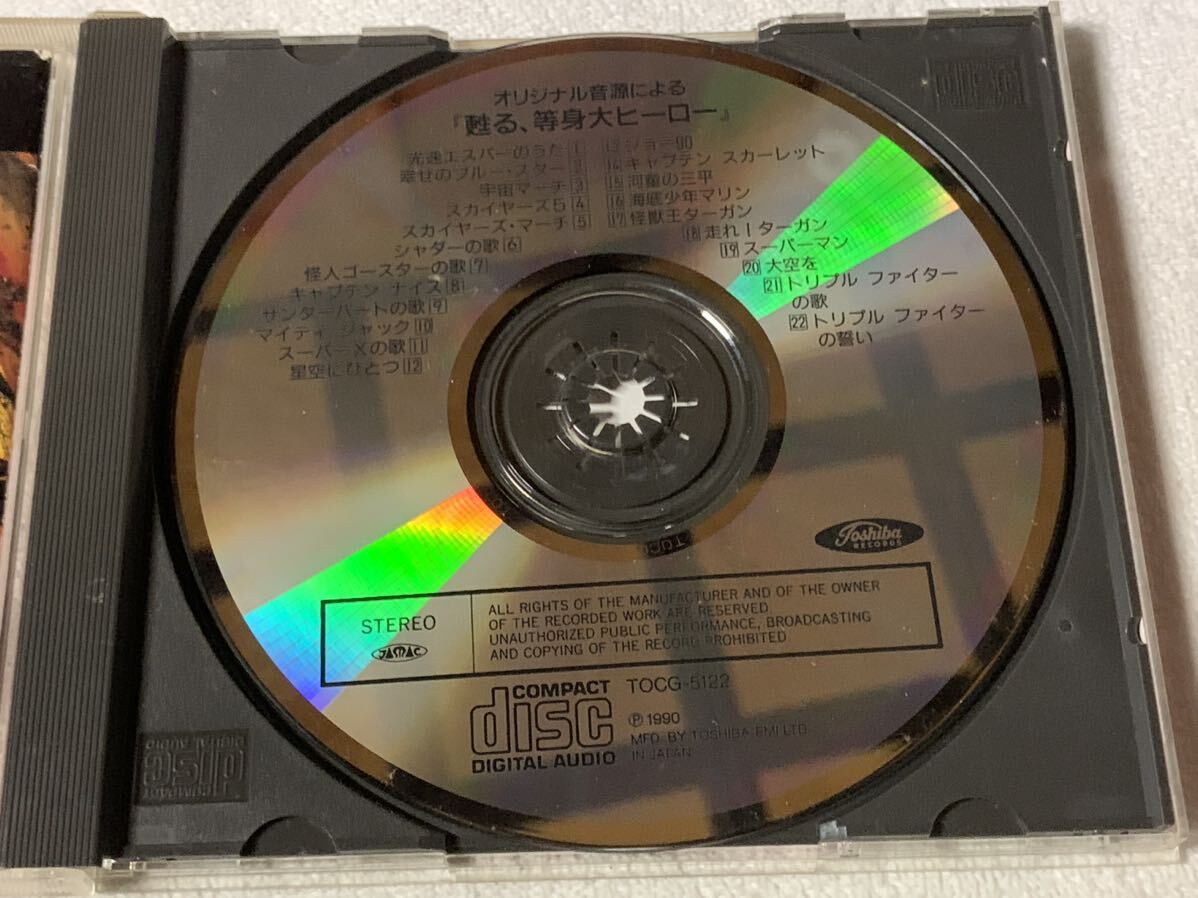 オリジナル音源による
『甦る、等身大ヒーロー』
光速エスパーのうた 1
幸せのブルー・スター 2
宇宙マーチ 3
スカイヤーズ5 4
スカイヤーズ・マーチ 5
シャダーの歌 6
怪人ゴースターの歌 7
キャプテン ナイス 8
サンダーバードの歌 9
マイティ ジャック 10
スーパーXの歌 11
星空にひとつ 12
13 ジョー90
14 キャプテン スカーレット
15 河童の三平
16 海底少年マリン
17 怪獣王ターガン
18 走れ!ターガン
19 スーパーマン
20 大空を
21 トリプル ファイター
の歌
22 トリプル ファイター
の誓い
Toshiba
RECORDS
STEREO
JASRAC
ALL RIGHTS OF THE MANUFACTURER AND OF THE OWNER
OF THE RECORDED WORK ARE RESERVED.
UNAUTHORIZED PUBLIC PERFORMANCE, BROADCASTING
AND COPYING OF THE RECORD PROHIBITED
COMPACT
disc
DIGITAL AUDIO
TOCG-5122
Ⓟ1990
MFD. BY TOSHIBA-EMI LTD.
IN JAPAN
COMPACT
disc
DIGITAL AUDIO